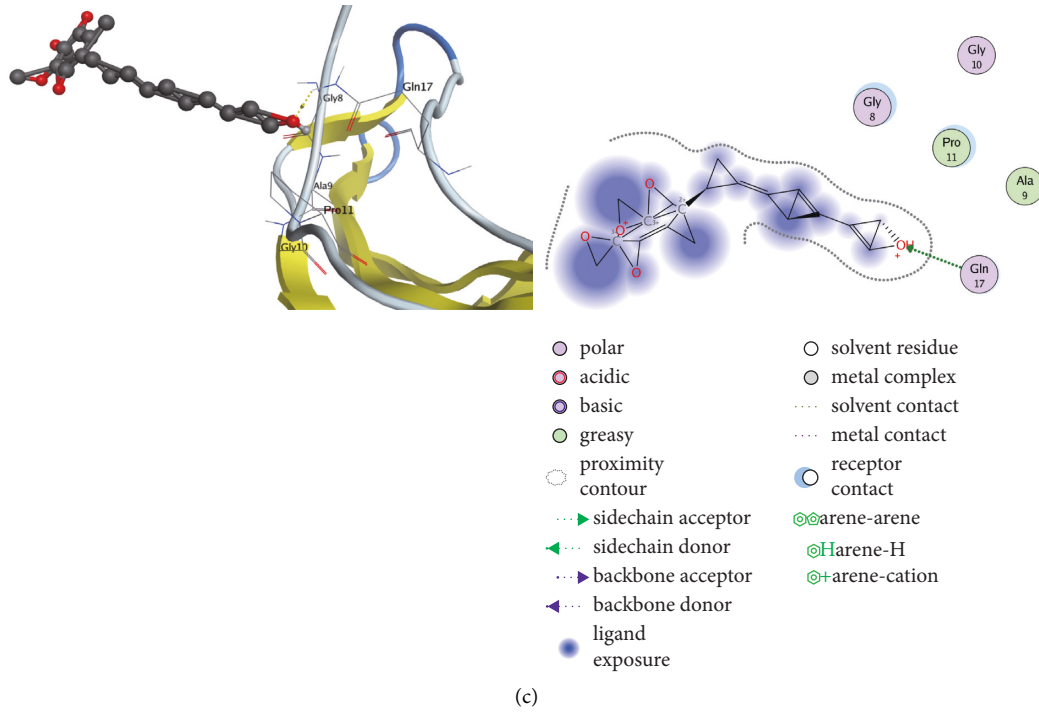 Gly8
Gln17
Ala9
Pro11
Gly10
Gly
10
Gly
8
Pro
11
Ala
9
Gln
17
O
O
O
O
O
C
C
C
OH
+
+
polar
acidic
basic
greasy
proximity
contour
sidechain acceptor
sidechain donor
backbone acceptor
backbone donor
ligand
exposure
solvent residue
metal complex
solvent contact
metal contact
receptor
contact
arene-arene
Harene-H
+arene-cation
(c)